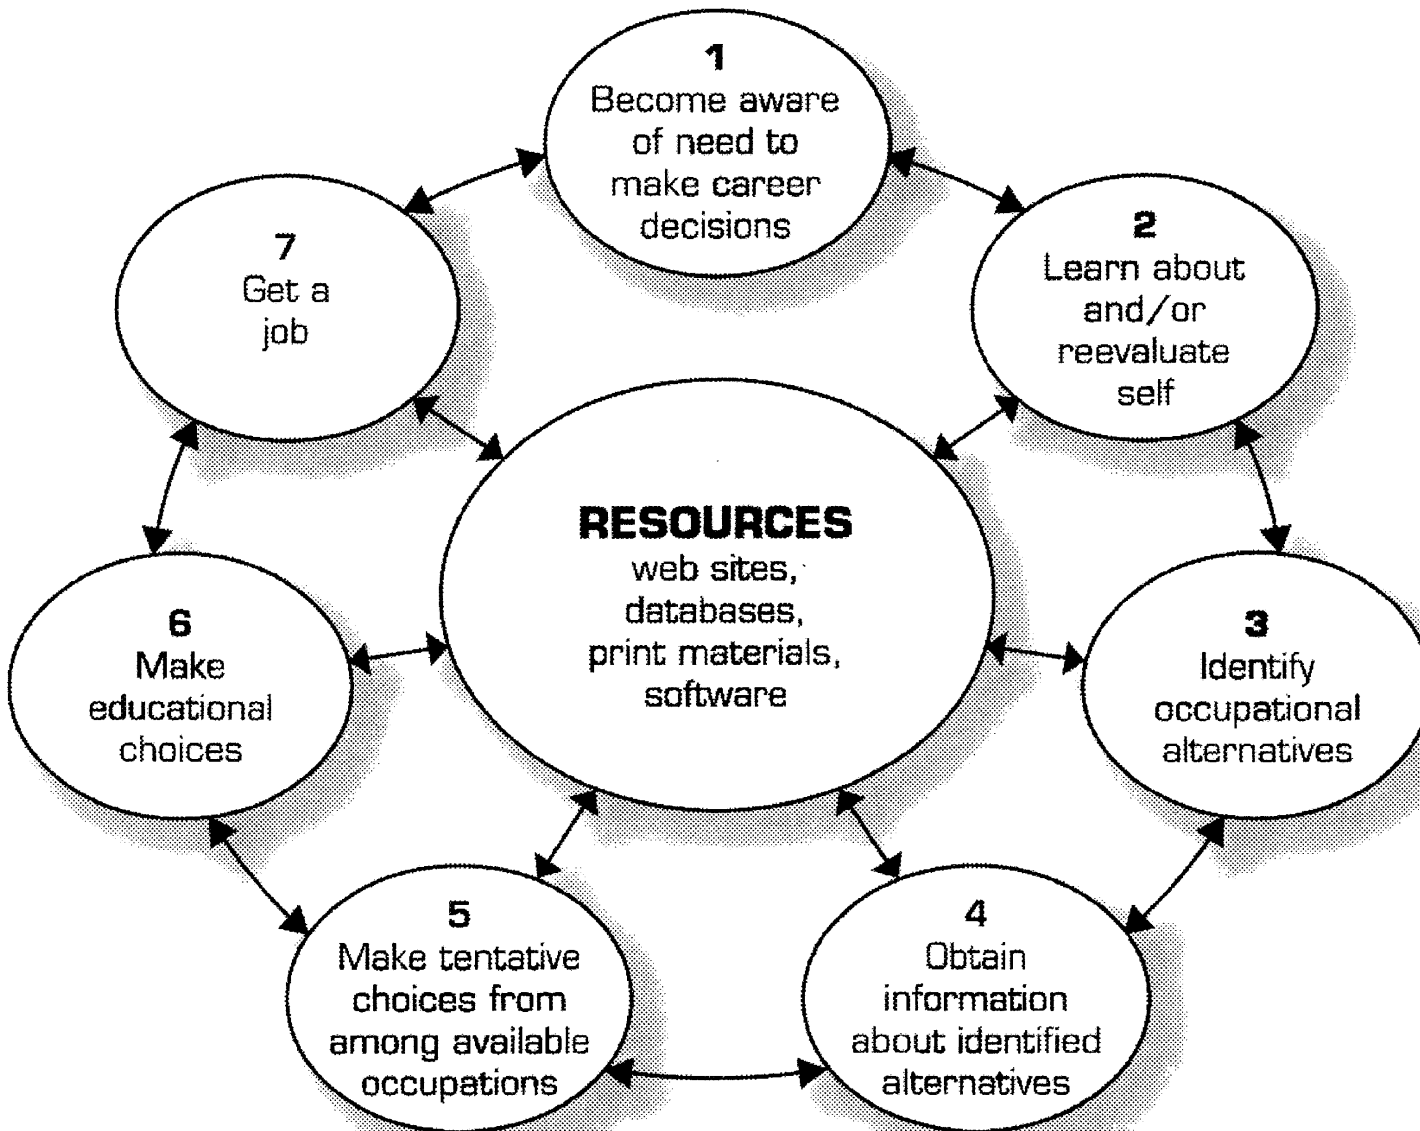 1
Become aware
of need to
make career
decisions
2
Learn about
and/or
reevaluate
self
3
Identify
occupational
alternatives
4
Obtain
information
about identified
alternatives
5
Make tentative
choices from
among available
occupations
6
Make
educational
choices
7
Get a
job
RESOURCES
web sites,
databases,
print materials,
software